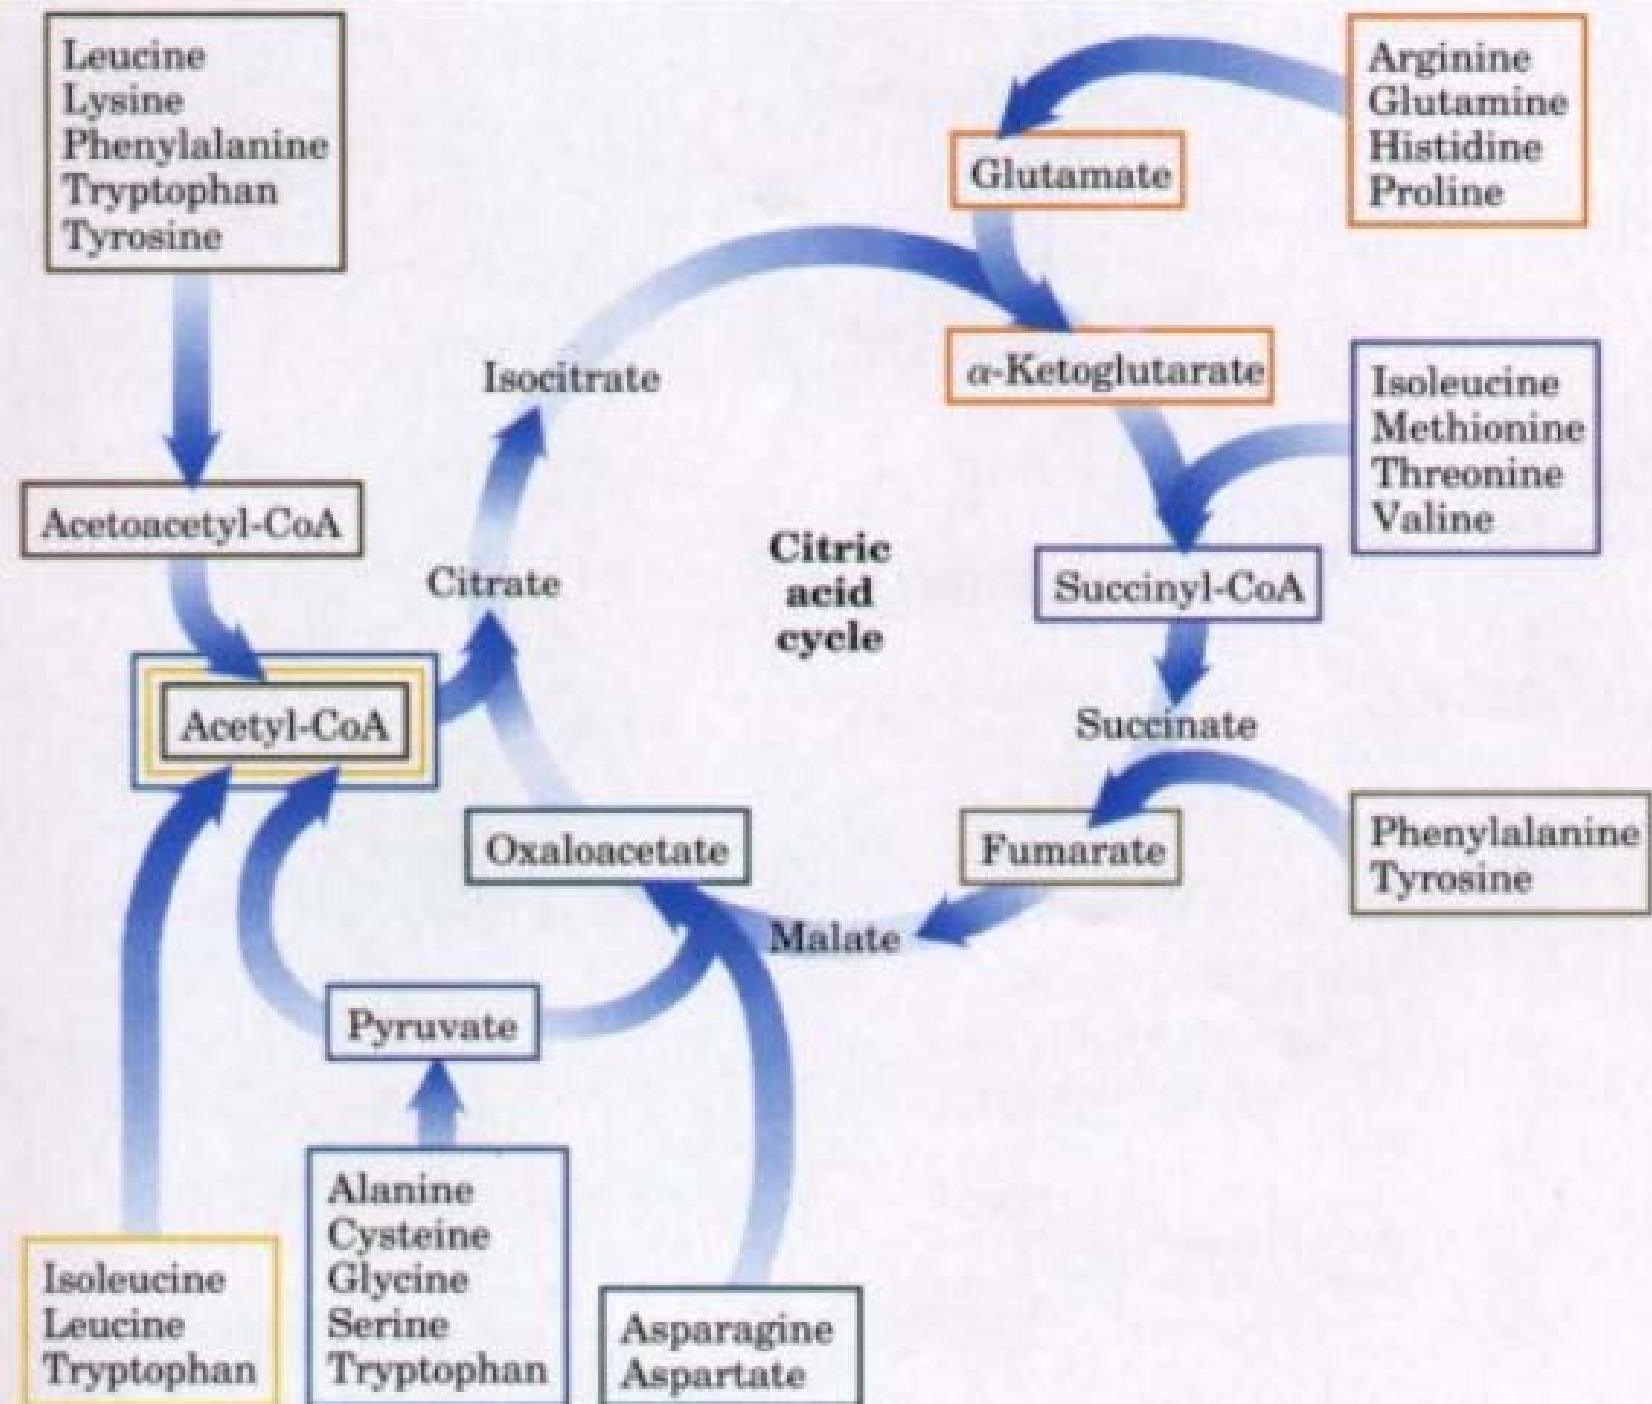 Leucine
Lysine
Phenylalanine
Tryptophan
Tyrosine
Arginine
Glutamine
Histidine
Proline
Glutamate
Isocitrate
α-Ketoglutarate
Isoleucine
Methionine
Threonine
Valine
Acetoacetyl-CoA
Citrate
Citric
acid
cycle
Succinyl-CoA
Acetyl-CoA
Succinate
Oxaloacetate
Fumarate
Phenylalanine
Tyrosine
Malate
Pyruvate
Alanine
Cysteine
Glycine
Serine
Tryptophan
Isoleucine
Leucine
Tryptophan
Asparagine
Aspartate